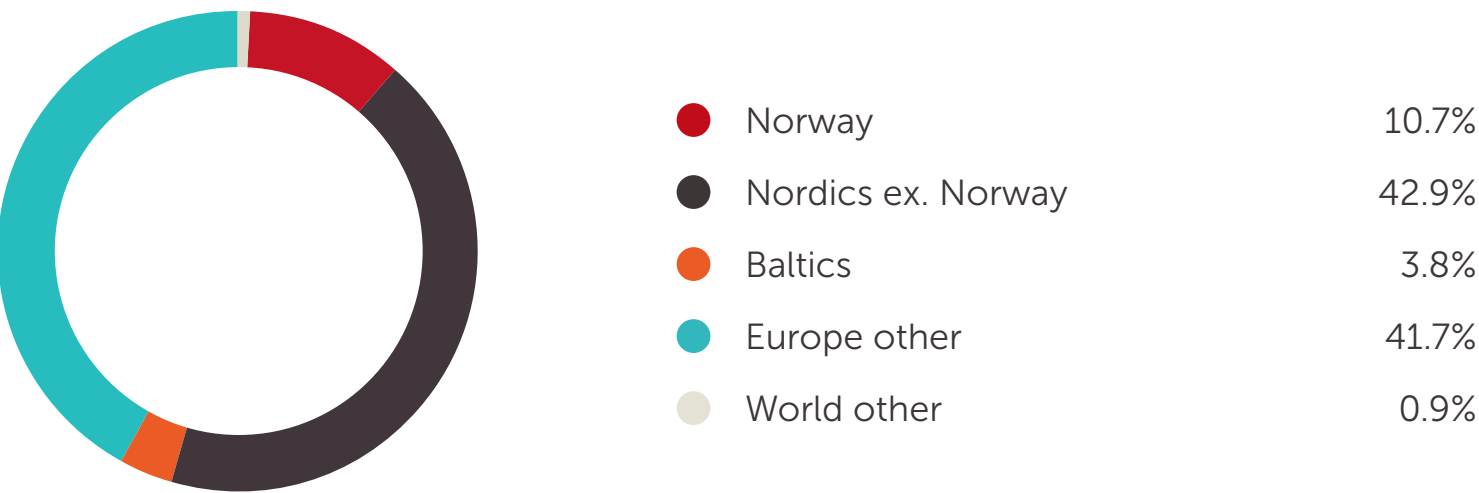 Norway 10.7%
Nordics ex. Norway 42.9%
Baltics 3.8%
Europe other 41.7%
World other 0.9%